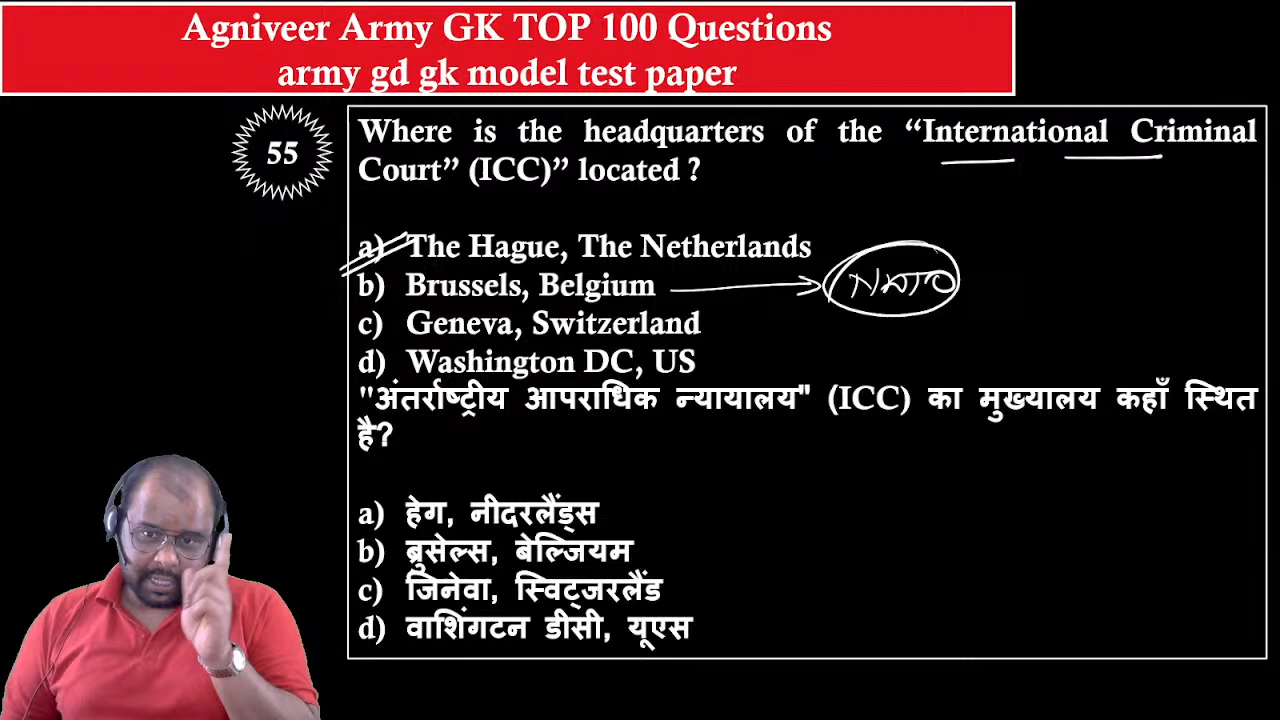 Agniveer Army GK TOP 100 Questions
army gd gk model test paper
55
Where is the headquarters of the “International Criminal
Court” (ICC)” located ?
a) The Hague, The Netherlands
b) Brussels, Belgium
NATO
c) Geneva, Switzerland
d) Washington DC, US
"अंतर्राष्ट्रीय आपराधिक न्यायालय" (ICC) का मुख्यालय कहाँ स्थित
है?
a) हेग, नीदरलैंड्स
b) ब्रुसेल्स, बेल्जियम
c) जिनेवा, स्विट्जरलैंड
d) वाशिंगटन डीसी, यूएस